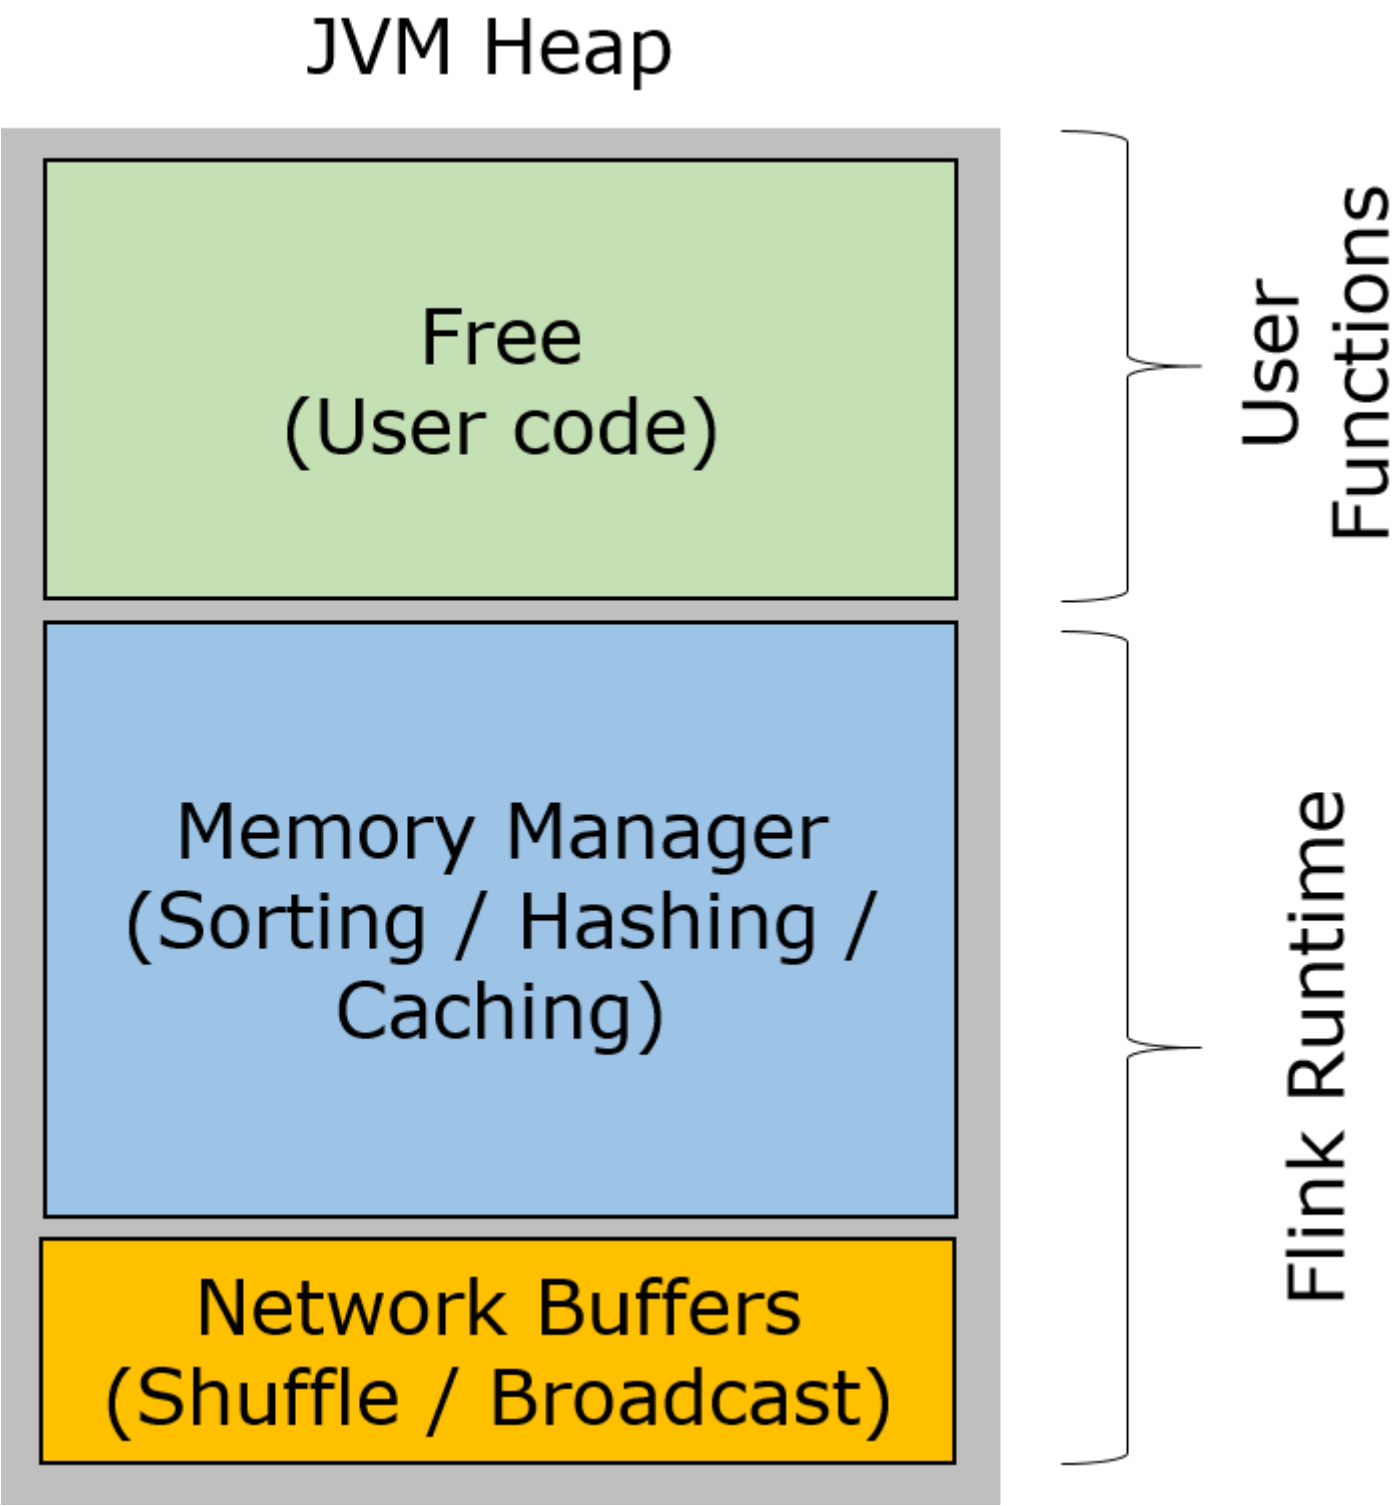 JVM Heap
Free
(User code)
User
Functions
Memory Manager
(Sorting / Hashing /
Caching)
Flink Runtime
Network Buffers
(Shuffle / Broadcast)